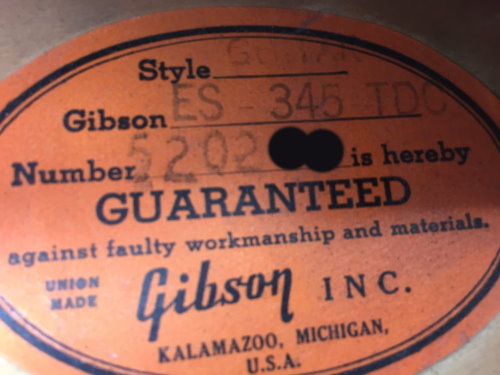 Style GUITAR
Gibson ES - 345 TDC
Number 5202 is hereby
GUARANTEED
against faulty workmanship and materials.
UNION
MADE
Gibson INC.
KALAMAZOO, MICHIGAN,
U.S.A.